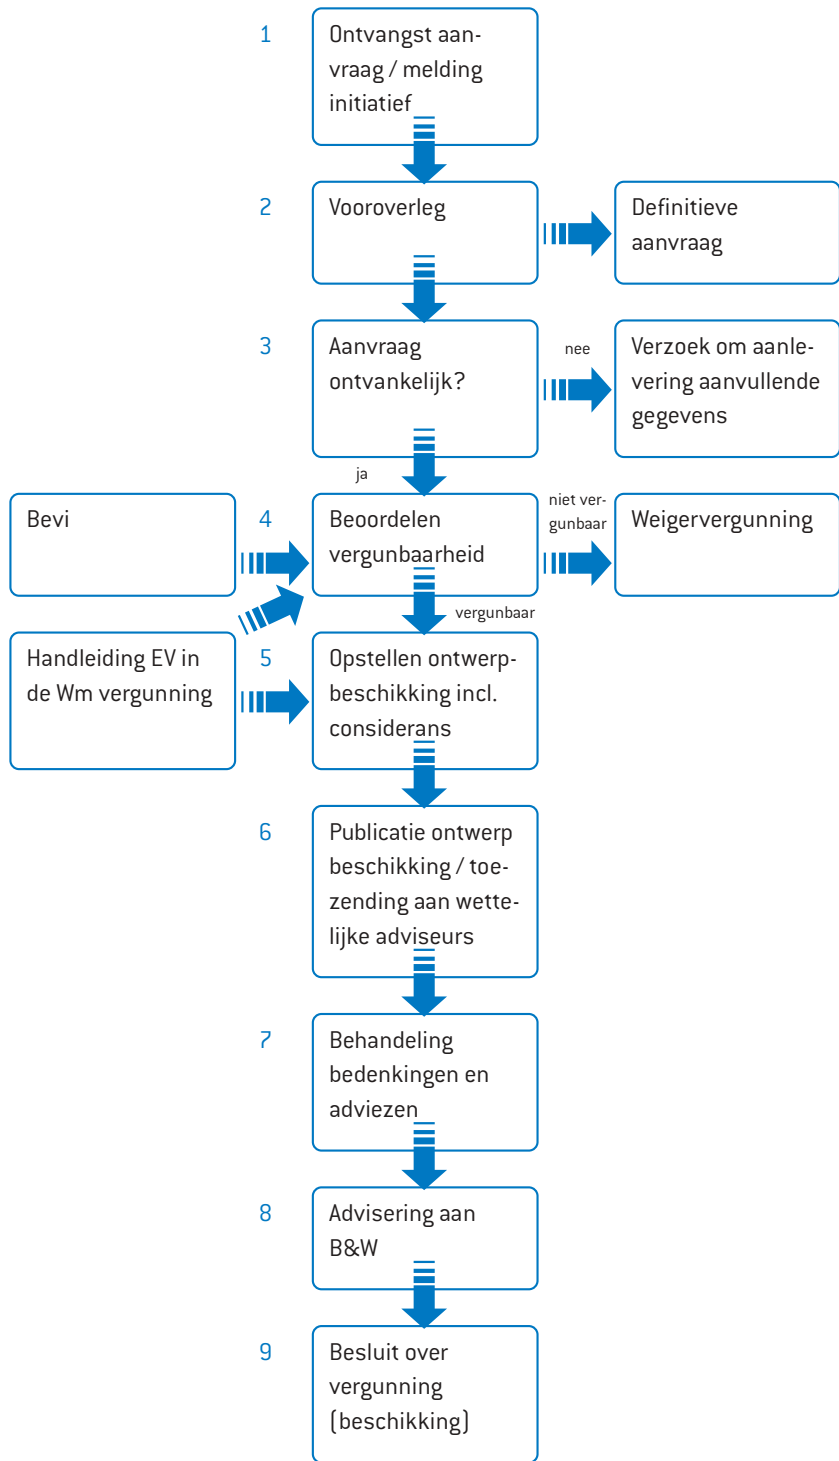 1
Ontvangst aan-
vraag / melding
initiatief
2
Vooroverleg
Definitieve
aanvraag
3
Aanvraag
ontvankelijk?
nee
Verzoek om aanle-
vering aanvullende
gegevens
ja
Bevi
4
Beoordelen
vergunbaarheid
niet ver-
gunbaar
Weigervergunning
vergunbaar
Handleiding EV in
de Wm vergunning
5
Opstellen ontwerp-
beschikking incl.
considerans
6
Publicatie ontwerp
beschikking / toe-
zending aan wette-
lijke adviseurs
7
Behandeling
bedenkingen en
adviezen
8
Advisering aan
B&W
9
Besluit over
vergunning
(beschikking)